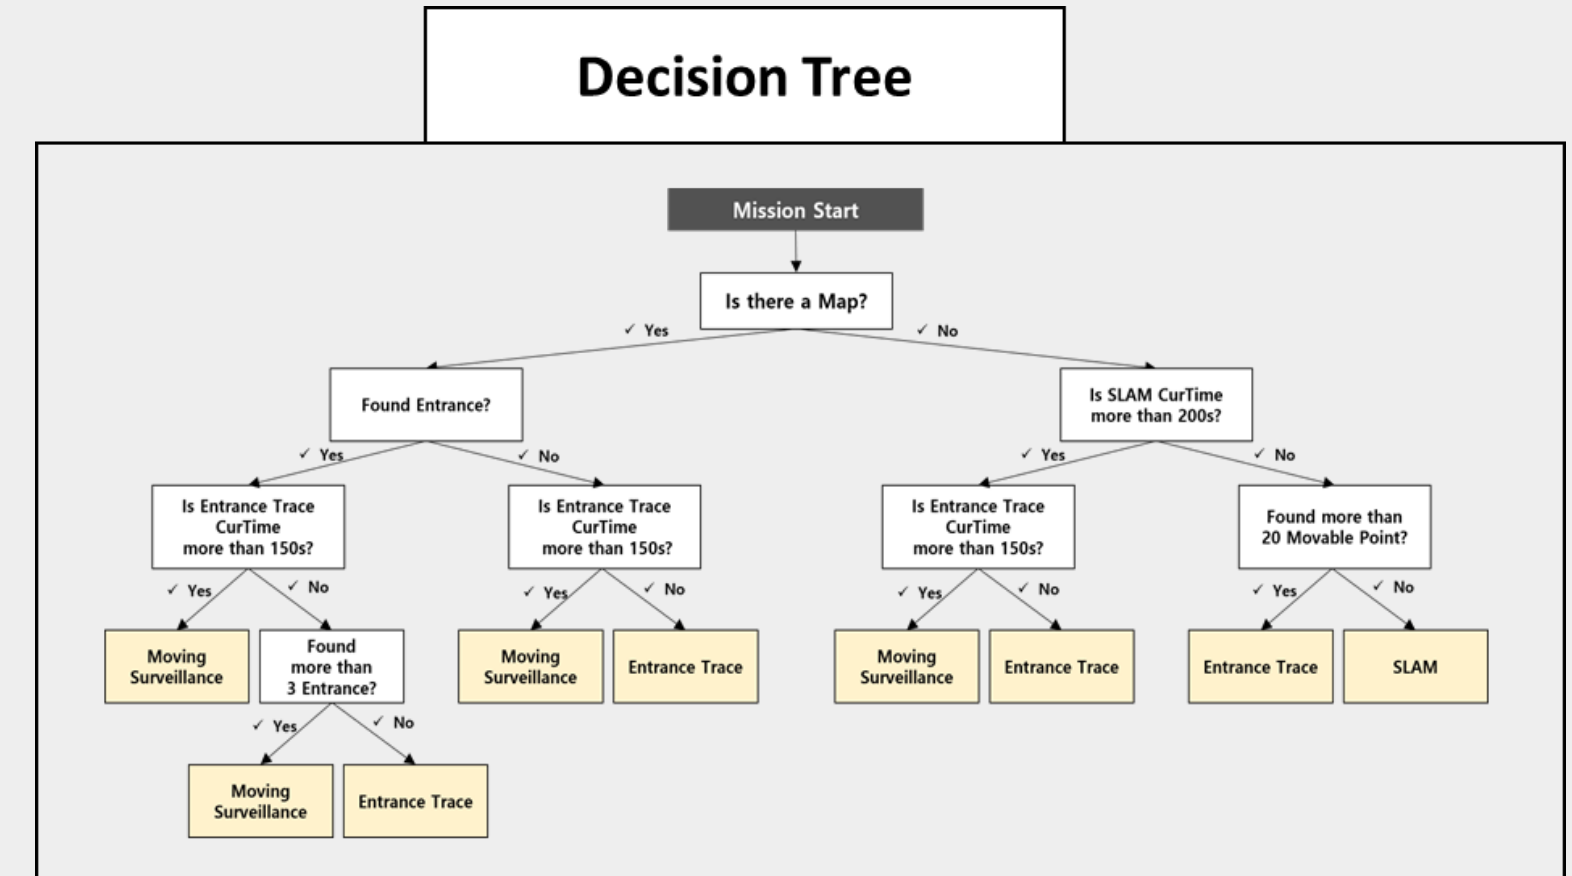 Decision Tree
Mission Start
Is there a Map?
✓ Yes
✓ No
Found Entrance?
Is SLAM CurTime
more than 200s?
✓ Yes
✓ No
✓ Yes
✓ No
Is Entrance Trace
CurTime
more than 150s?
Is Entrance Trace
CurTime
more than 150s?
Is Entrance Trace
CurTime
more than 150s?
Found more than
20 Movable Point?
✓ Yes
✓ No
✓ Yes
✓ No
✓ Yes
✓ No
✓ Yes
✓ No
Moving
Surveillance
Found
more than
3 Entrance?
Moving
Surveillance
Entrance Trace
Moving
Surveillance
Entrance Trace
Entrance Trace
SLAM
✓ Yes
✓ No
Moving
Surveillance
Entrance Trace